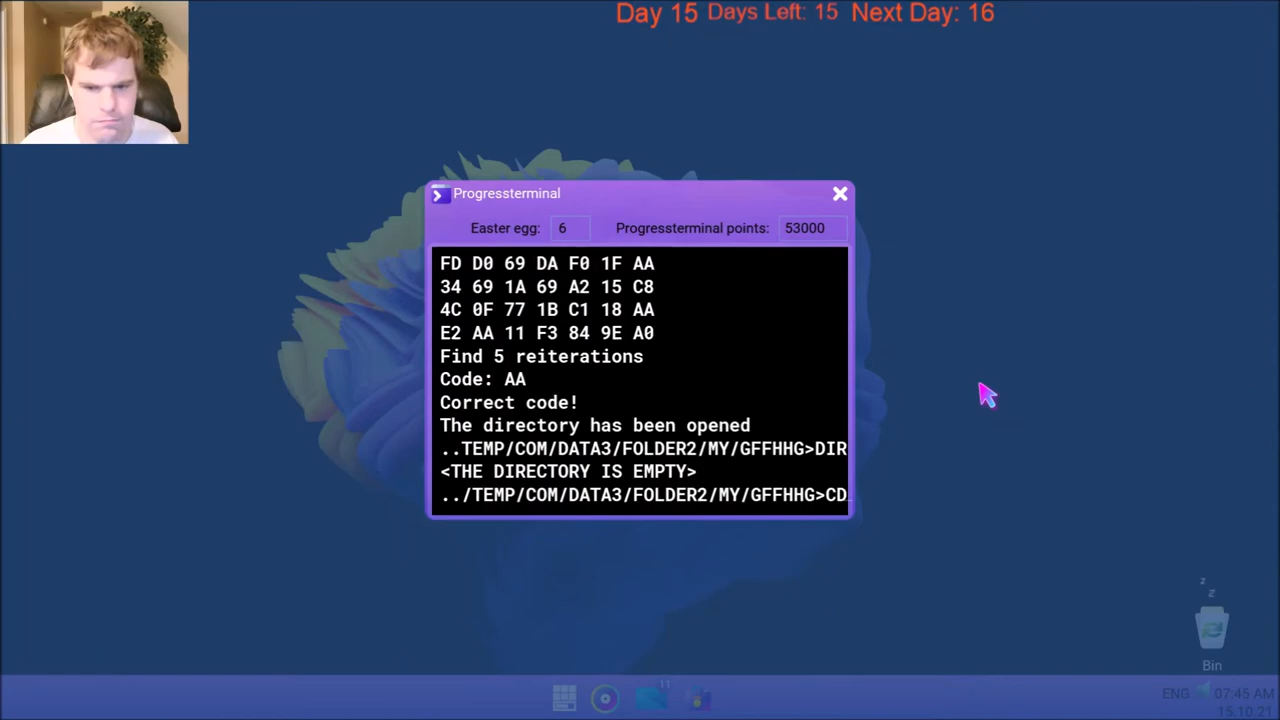 Day 15 Days Left: 15 Next Day: 16
Progressterminal
Easter egg: 6 Progressterminal points: 53000
FD D0 69 DA F0 1F AA
34 69 1A 69 A2 15 C8
4C 0F 77 1B C1 18 AA
E2 AA 11 F3 84 9E A0
Find 5 reiterations
Code: AA
Correct code!
The directory has been opened
..TEMP/COM/DATA3/FOLDER2/MY/GFFHHG>DIR
<THE DIRECTORY IS EMPTY>
../TEMP/COM/DATA3/FOLDER2/MY/GFFHHG>CD
z
z
Bin
11
ENG 07:45 AM
15.10.21